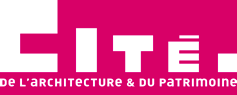 CITÉ.
DE L'ARCHITECTURE & DU PATRIMOINE